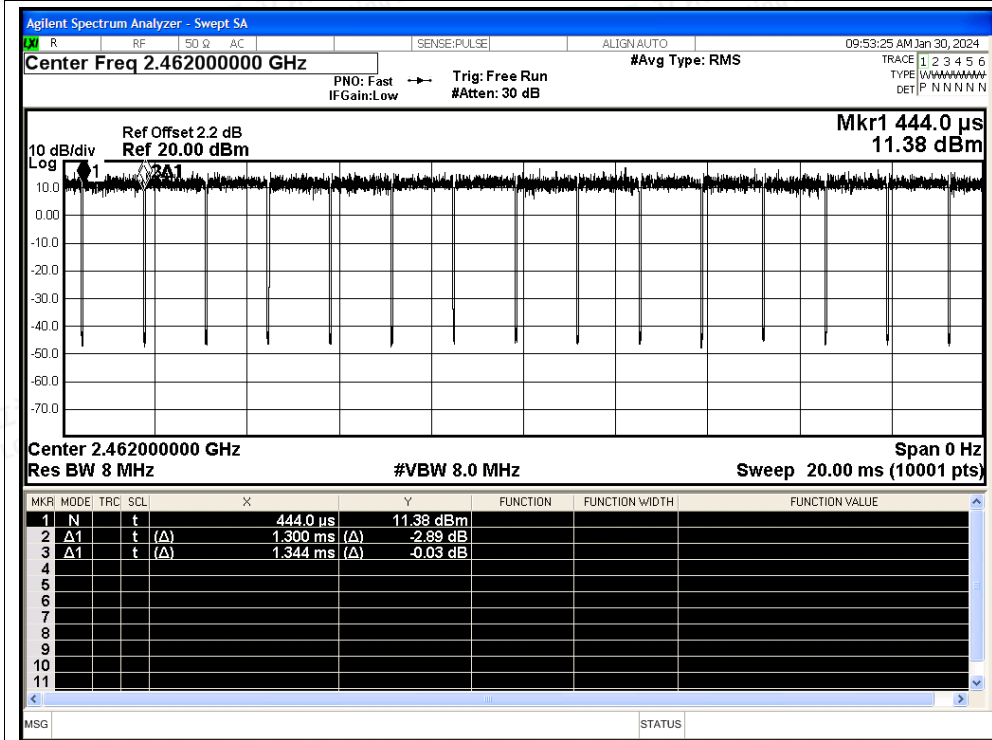 Agilent Spectrum Analyzer - Swept SA
LXI R RF 50 Ω AC SENSE:PULSE ALIGN AUTO 09:53:25 AM Jan 30, 2024
Center Freq 2.462000000 GHz #Avg Type: RMS TRACE 1 2 3 4 5 6
PNO: Fast Trig: Free Run TYPE
IFGain:Low #Atten: 30 dB DET P N N N N N
Mkr1 444.0 µs
Ref Offset 2.2 dB
10 dB/div Ref 20.00 dBm 11.38 dBm
Log
1 3Δ1
10.0
0.00
-10.0
-20.0
-30.0
-40.0
-50.0
-60.0
-70.0
Center 2.462000000 GHz Span 0 Hz
Res BW 8 MHz #VBW 8.0 MHz Sweep 20.00 ms (10001 pts)
MKR MODE TRC SCL X Y FUNCTION FUNCTION WIDTH FUNCTION VALUE
1 N t 444.0 µs 11.38 dBm
2 Δ1 t (Δ) 1.300 ms (Δ) -2.89 dB
3 Δ1 t (Δ) 1.344 ms (Δ) -0.03 dB
4
5
6
7
8
9
10
11
MSG STATUS